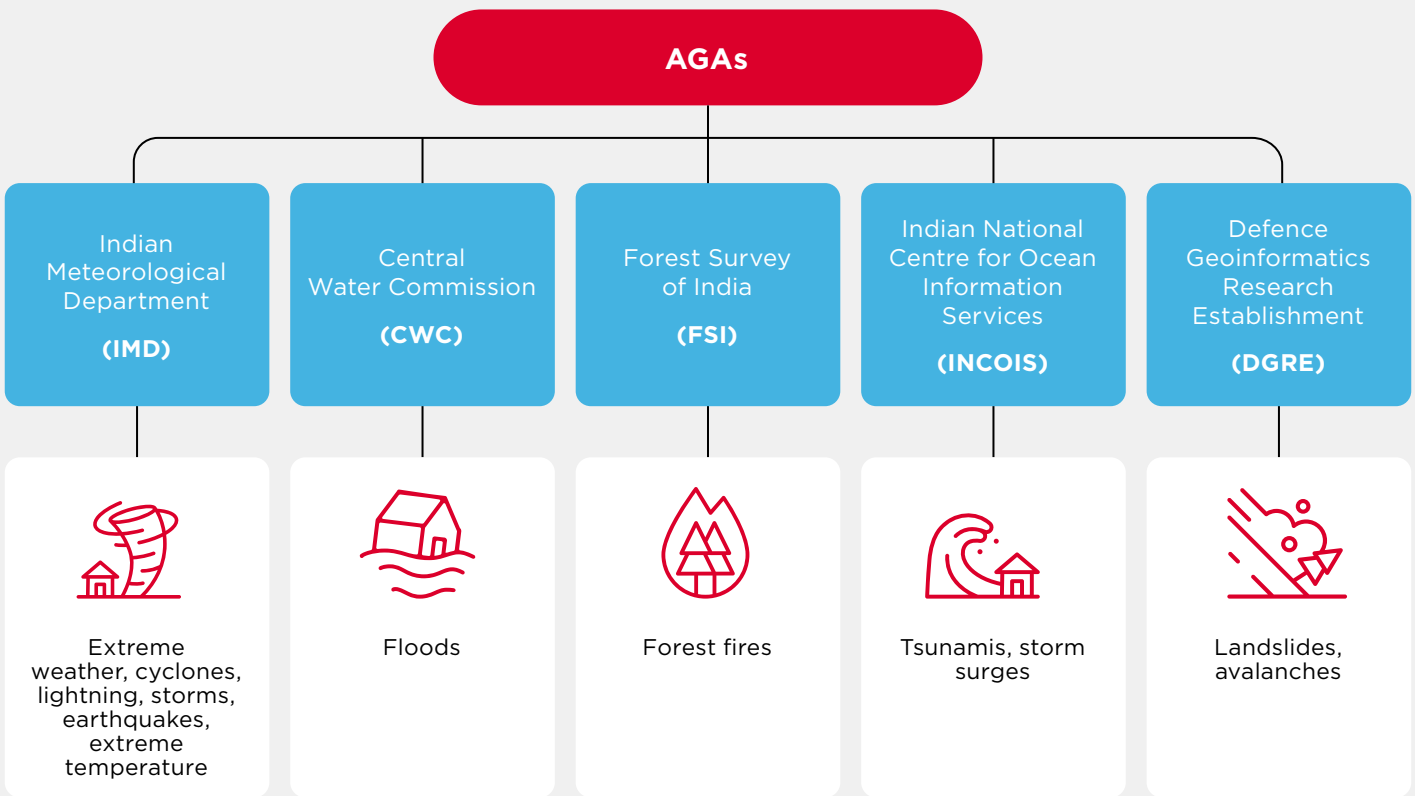 AGAs
Indian
Meteorological
Department
(IMD)
Central
Water Commission
(CWC)
Forest Survey
of India
(FSI)
Indian National
Centre for Ocean
Information
Services
(INCOIS)
Defence
Geoinformatics
Research
Establishment
(DGRE)
Extreme
weather, cyclones,
lightning, storms,
earthquakes,
extreme
temperature
Floods
Forest fires
Tsunamis, storm
surges
Landslides,
avalanches